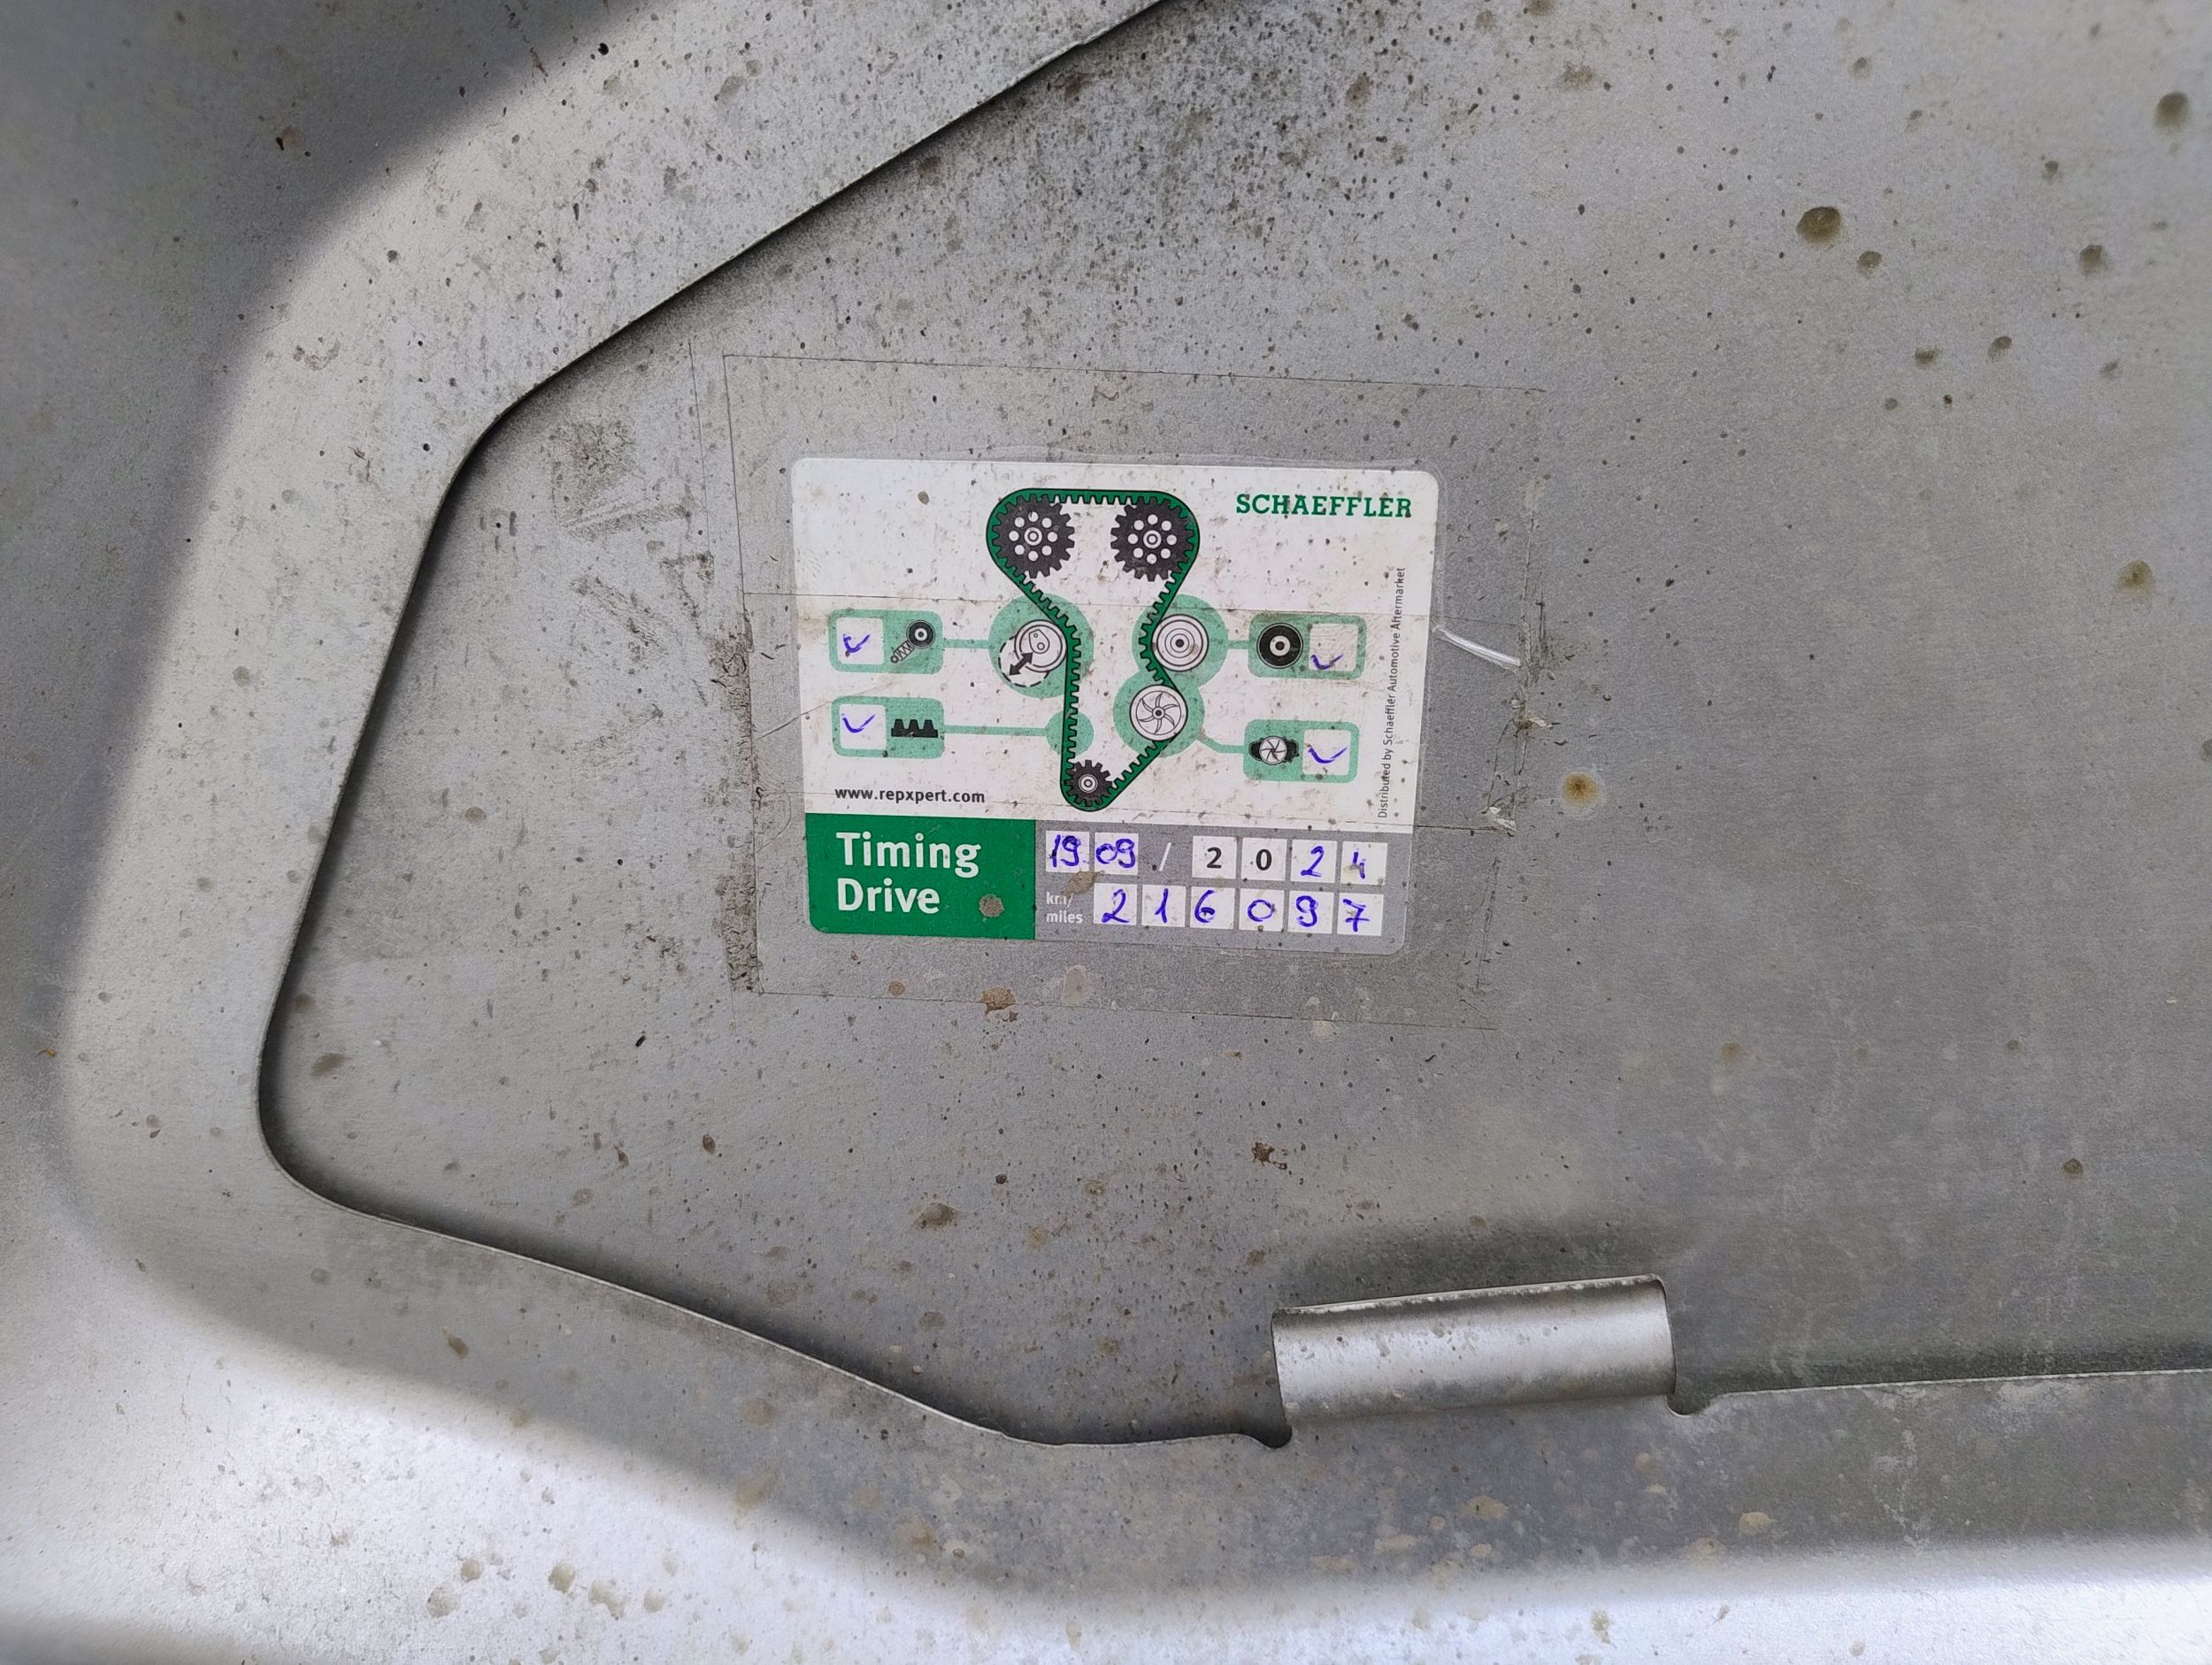 SCHAEFFLER
Distributed by Schaeffler Automotive Aftermarket
www.repxpert.com
Timing
Drive
19 09 / 2 0 2 4
km/
miles
2 1 6 0 9 7